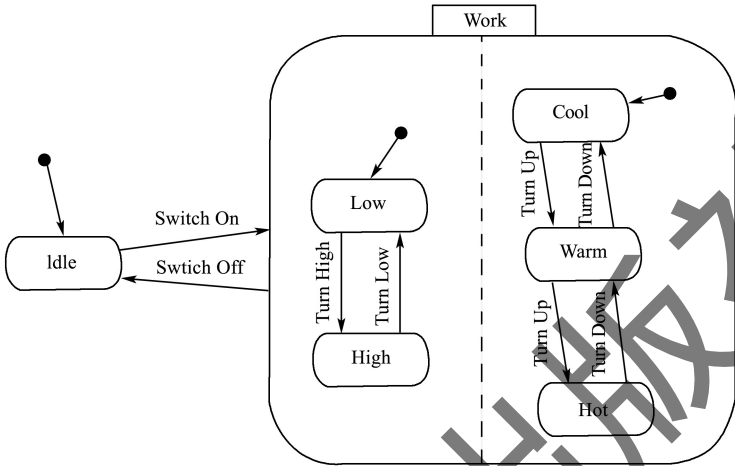 Work
Cool
Turn Up
Turn Down
Low
Switch On
Idle
Swtich Off
Warm
Turn High
Turn Low
Turn Up
Turn Down
High
Hot
版